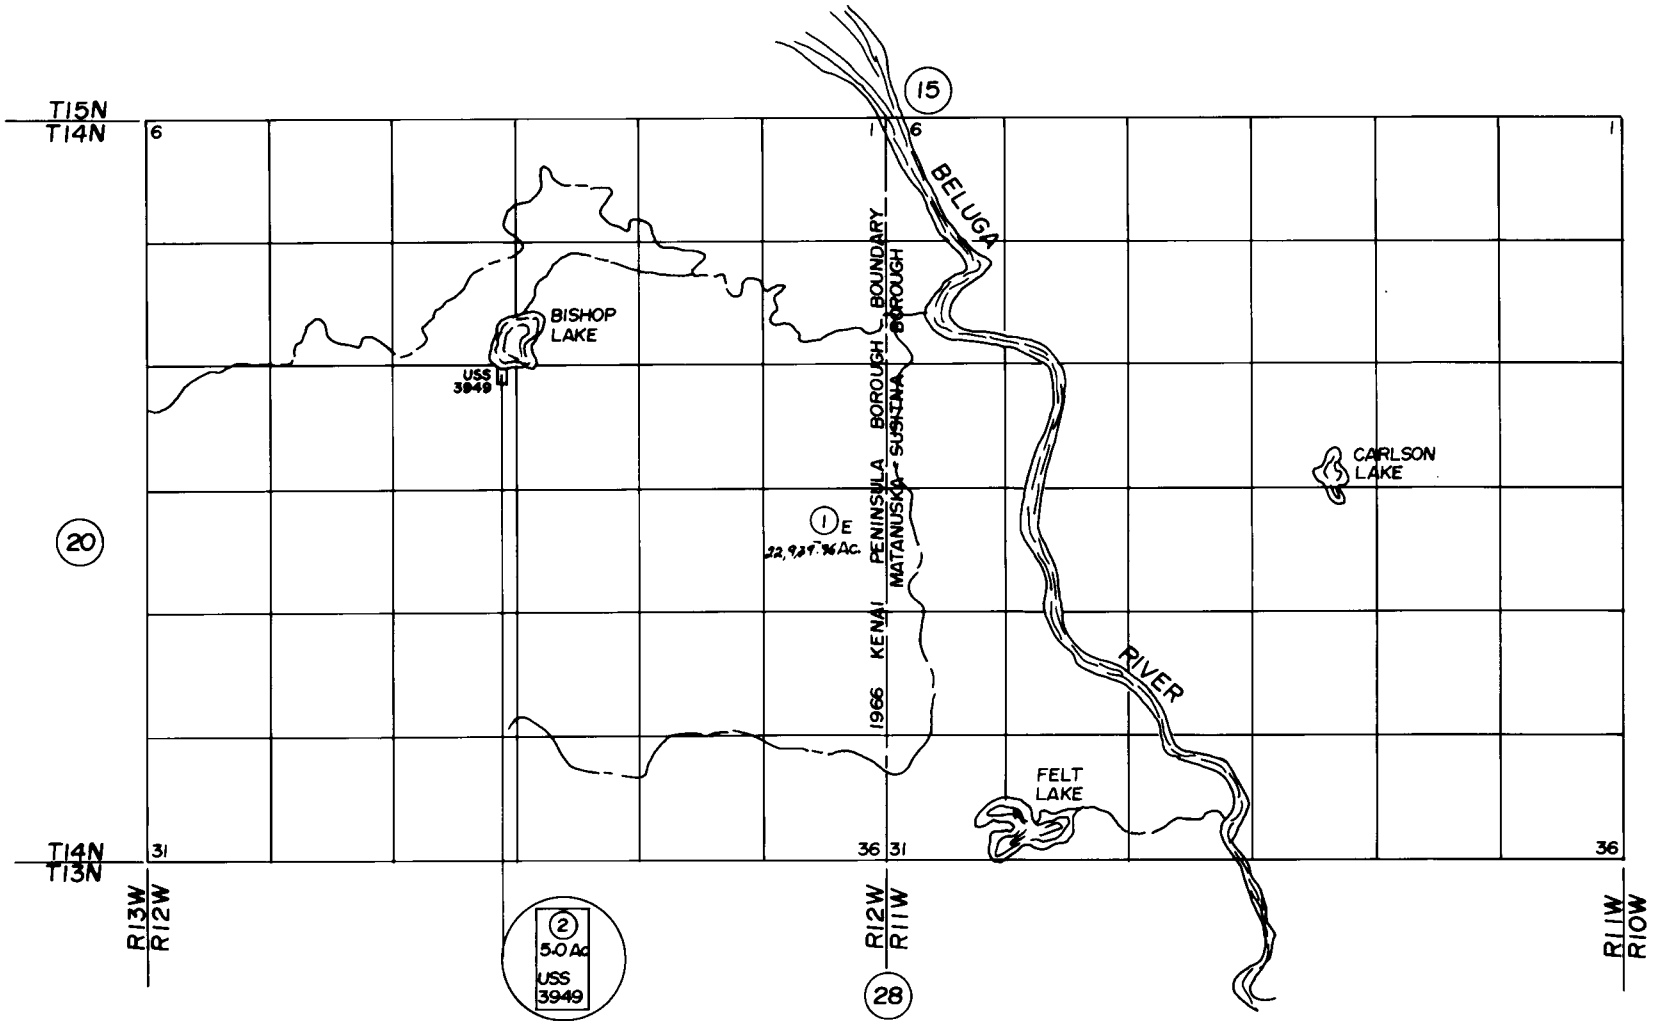 15
T15N
T14N
6
1
6
1
BELUGA
BISHOP
LAKE
USS
3949
1966 KENAI PENINSULA BOROUGH BOUNDARY
MATANUSKA-SUSITNA BOROUGH
CARLSON
LAKE
20
1 E
Ac.
RIVER
FELT
LAKE
T14N
T13N
31
36
31
36
R13W
R12W
R12W
R11W
R11W
R10W
2
5.0 Ac
USS
3949
28